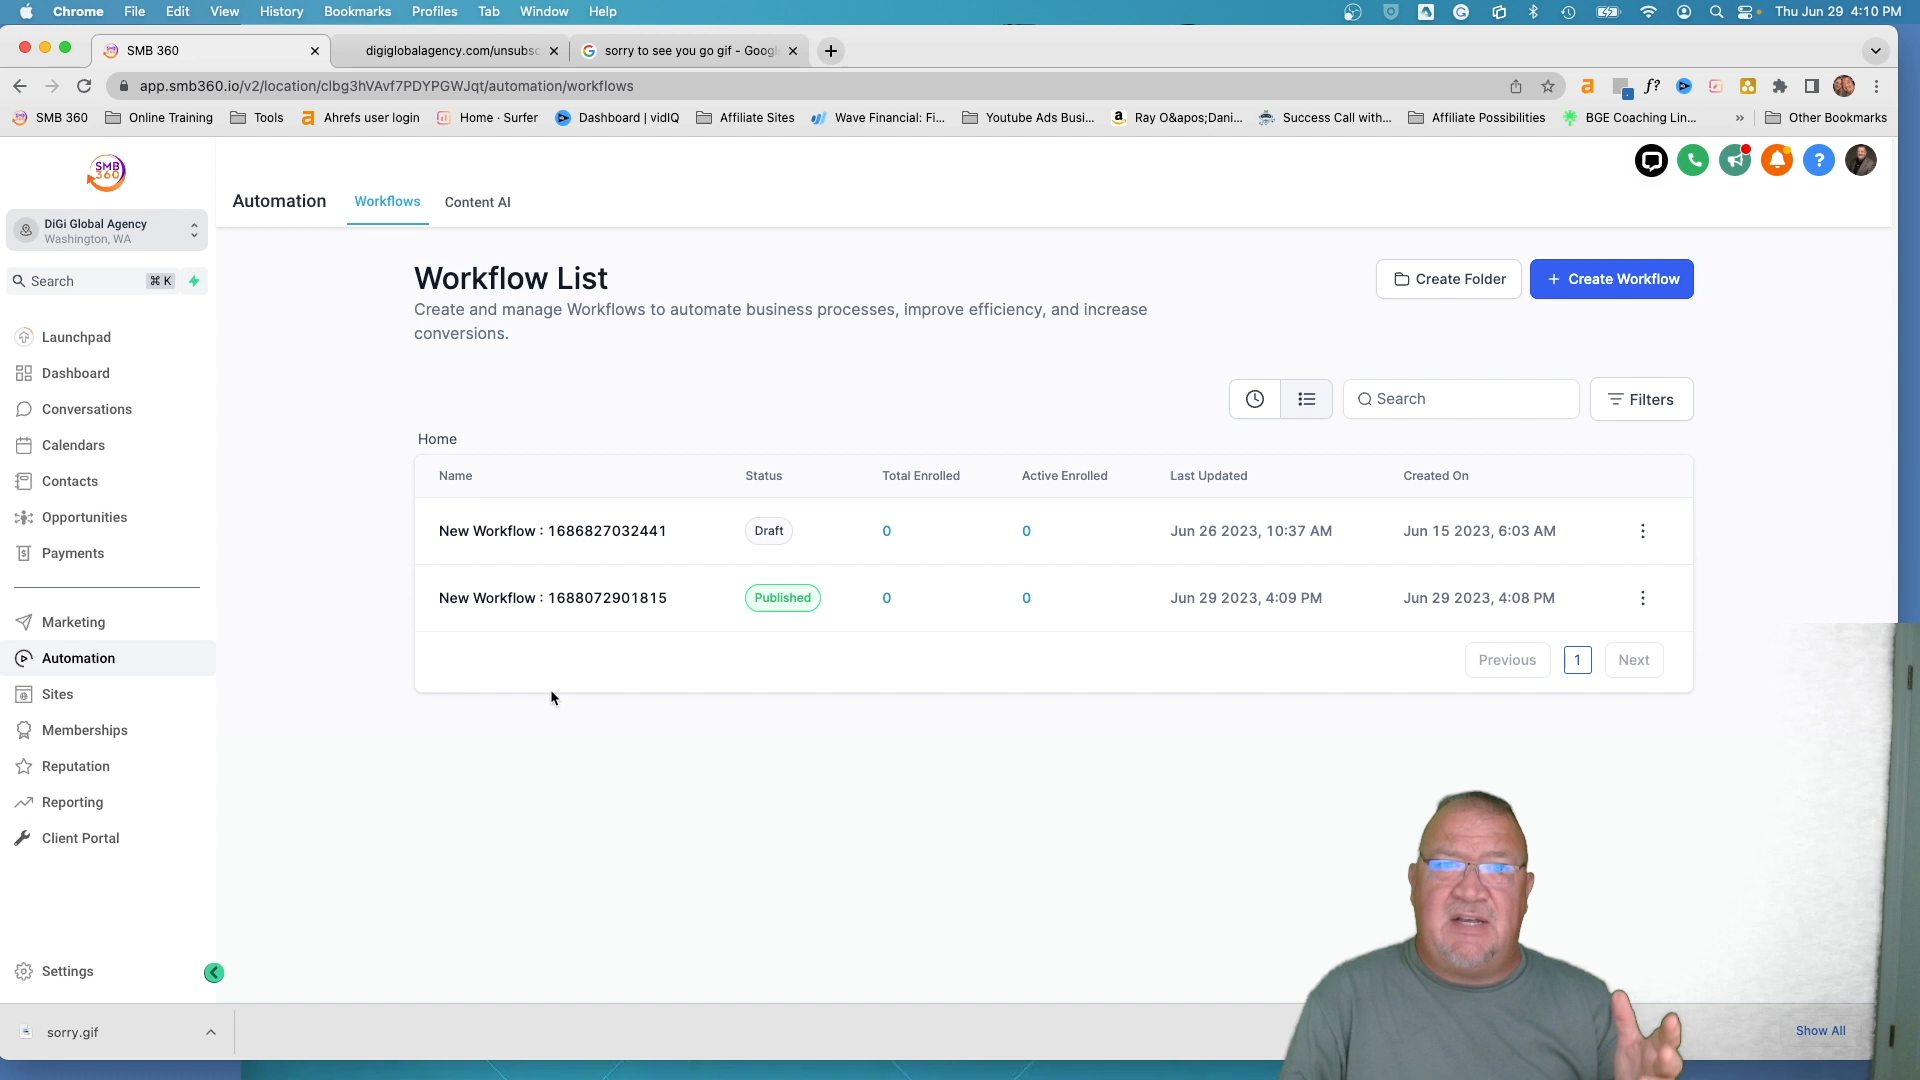 Chrome File Edit View History Bookmarks Profiles Tab Window Help Thu Jun 29 4:10 PM
SMB 360 digiglobalagency.com/unsubsc sorry to see you go gif - Googl
app.smb360.io/v2/location/clbg3hVAvf7PDYPGWJqt/automation/workflows
SMB 360 Online Training Tools Ahrefs user login Home · Surfer Dashboard | vidIQ Affiliate Sites Wave Financial: Fi... Youtube Ads Busi... Ray O&apos;Dani... Success Call with... Affiliate Possibilities BGE Coaching Lin... » Other Bookmarks
SMB
360
Automation Workflows Content AI
DiGi Global Agency
Washington, WA
Search ⌘ K
Launchpad
Dashboard
Conversations
Calendars
Contacts
Opportunities
Payments
Marketing
Automation
Sites
Memberships
Reputation
Reporting
Client Portal
Settings
Workflow List
Create and manage Workflows to automate business processes, improve efficiency, and increase
conversions.
Create Folder + Create Workflow
Search Filters
Home
Name Status Total Enrolled Active Enrolled Last Updated Created On
New Workflow : 1686827032441 Draft 0 0 Jun 26 2023, 10:37 AM Jun 15 2023, 6:03 AM
New Workflow : 1688072901815 Published 0 0 Jun 29 2023, 4:09 PM Jun 29 2023, 4:08 PM
Previous 1 Next
sorry.gif Show All